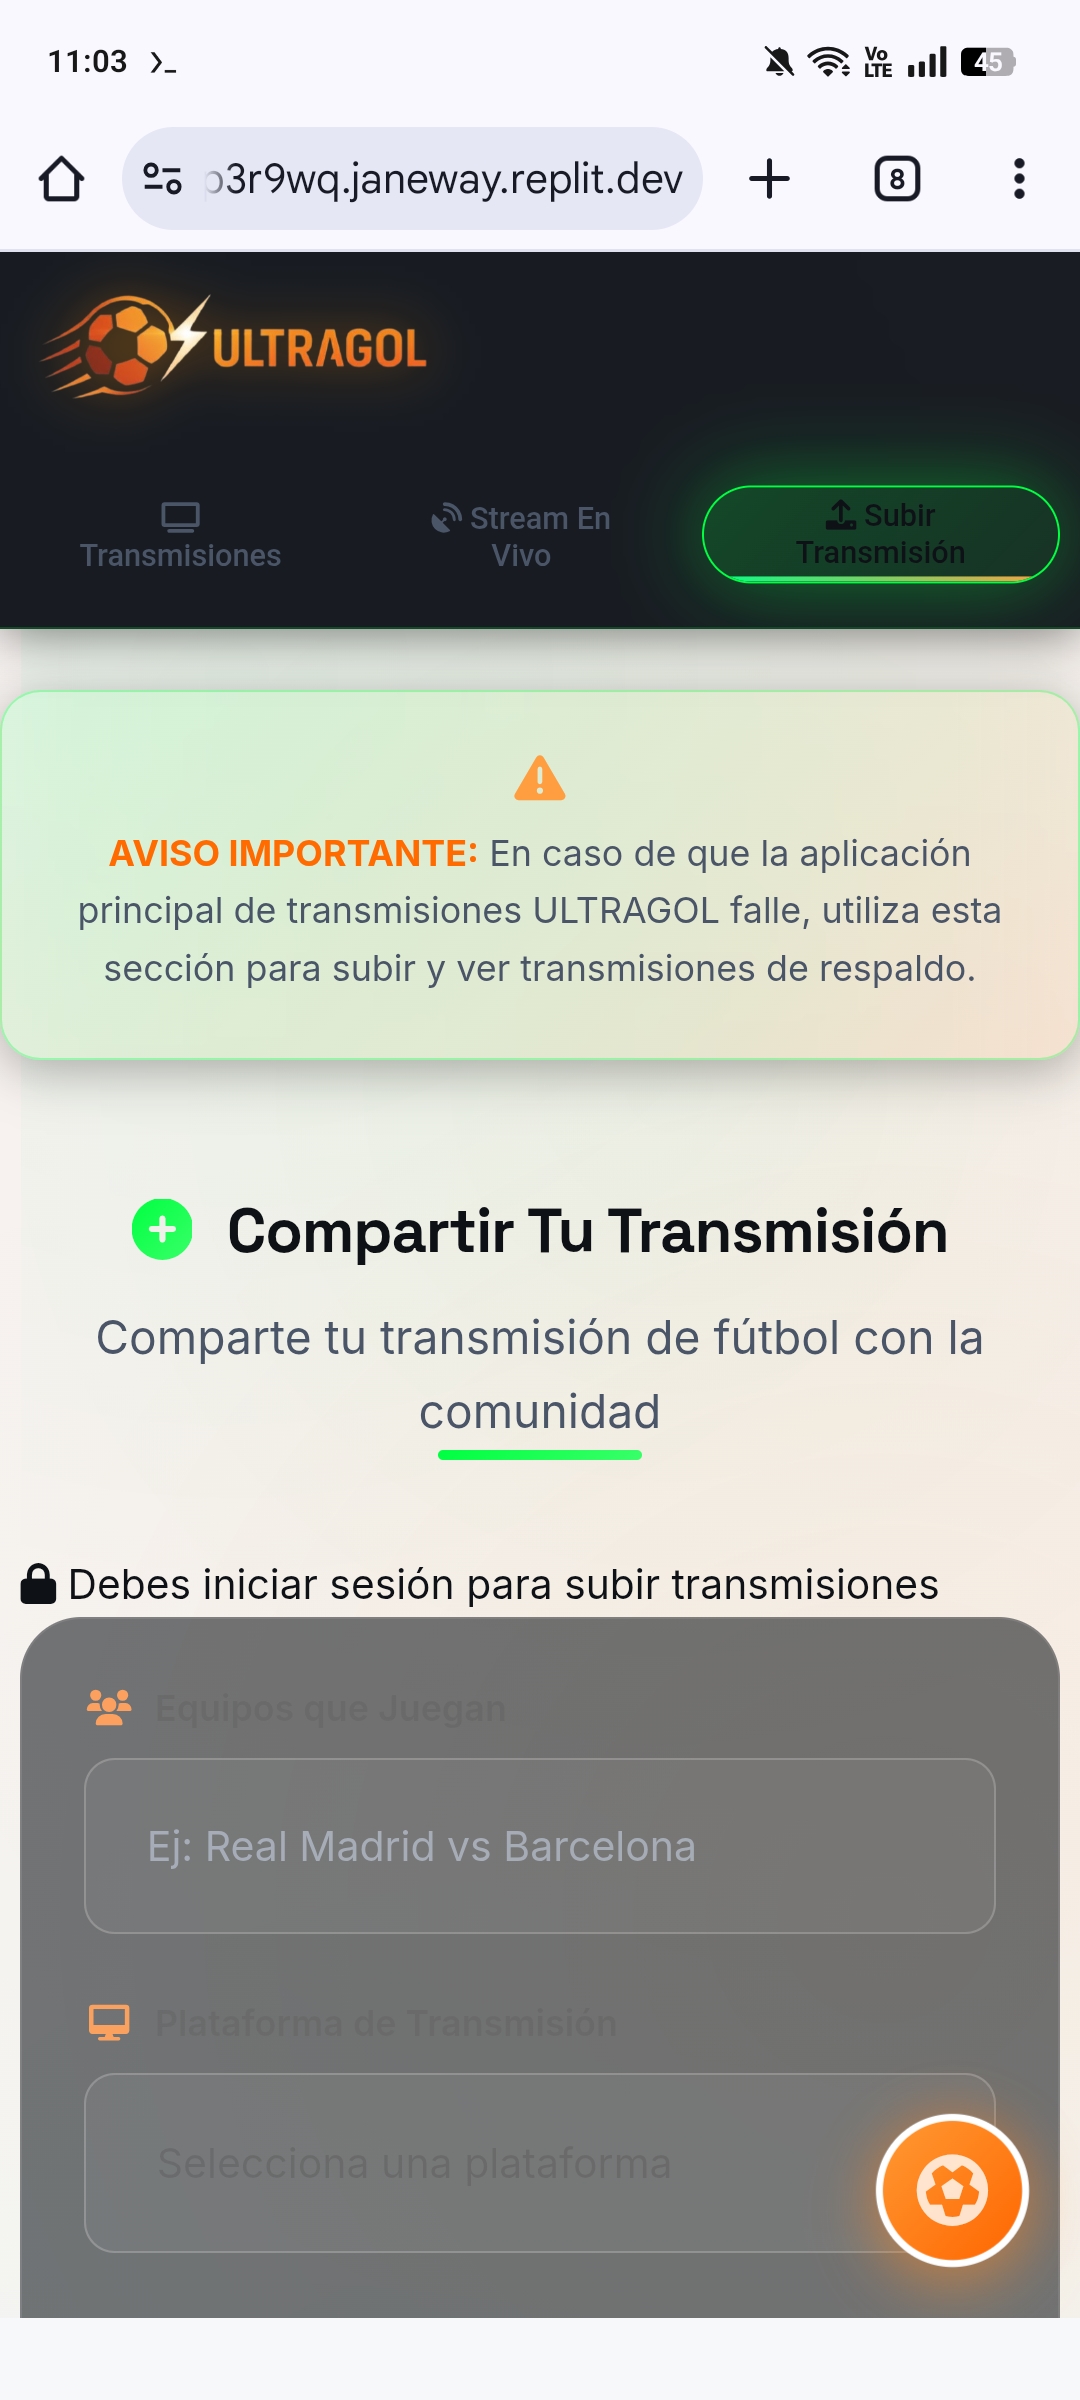 11:03
Vo
LTE
45
p3r9wq.janeway.replit.dev
8
ULTRAGOL
Transmisiones
Stream En
Vivo
Subir
Transmisión
AVISO IMPORTANTE: En caso de que la aplicación
principal de transmisiones ULTRAGOL falle, utiliza esta
sección para subir y ver transmisiones de respaldo.
Compartir Tu Transmisión
Comparte tu transmisión de fútbol con la
comunidad
Debes iniciar sesión para subir transmisiones
Equipos que Juegan
Ej: Real Madrid vs Barcelona
Plataforma de Transmisión
Selecciona una plataforma